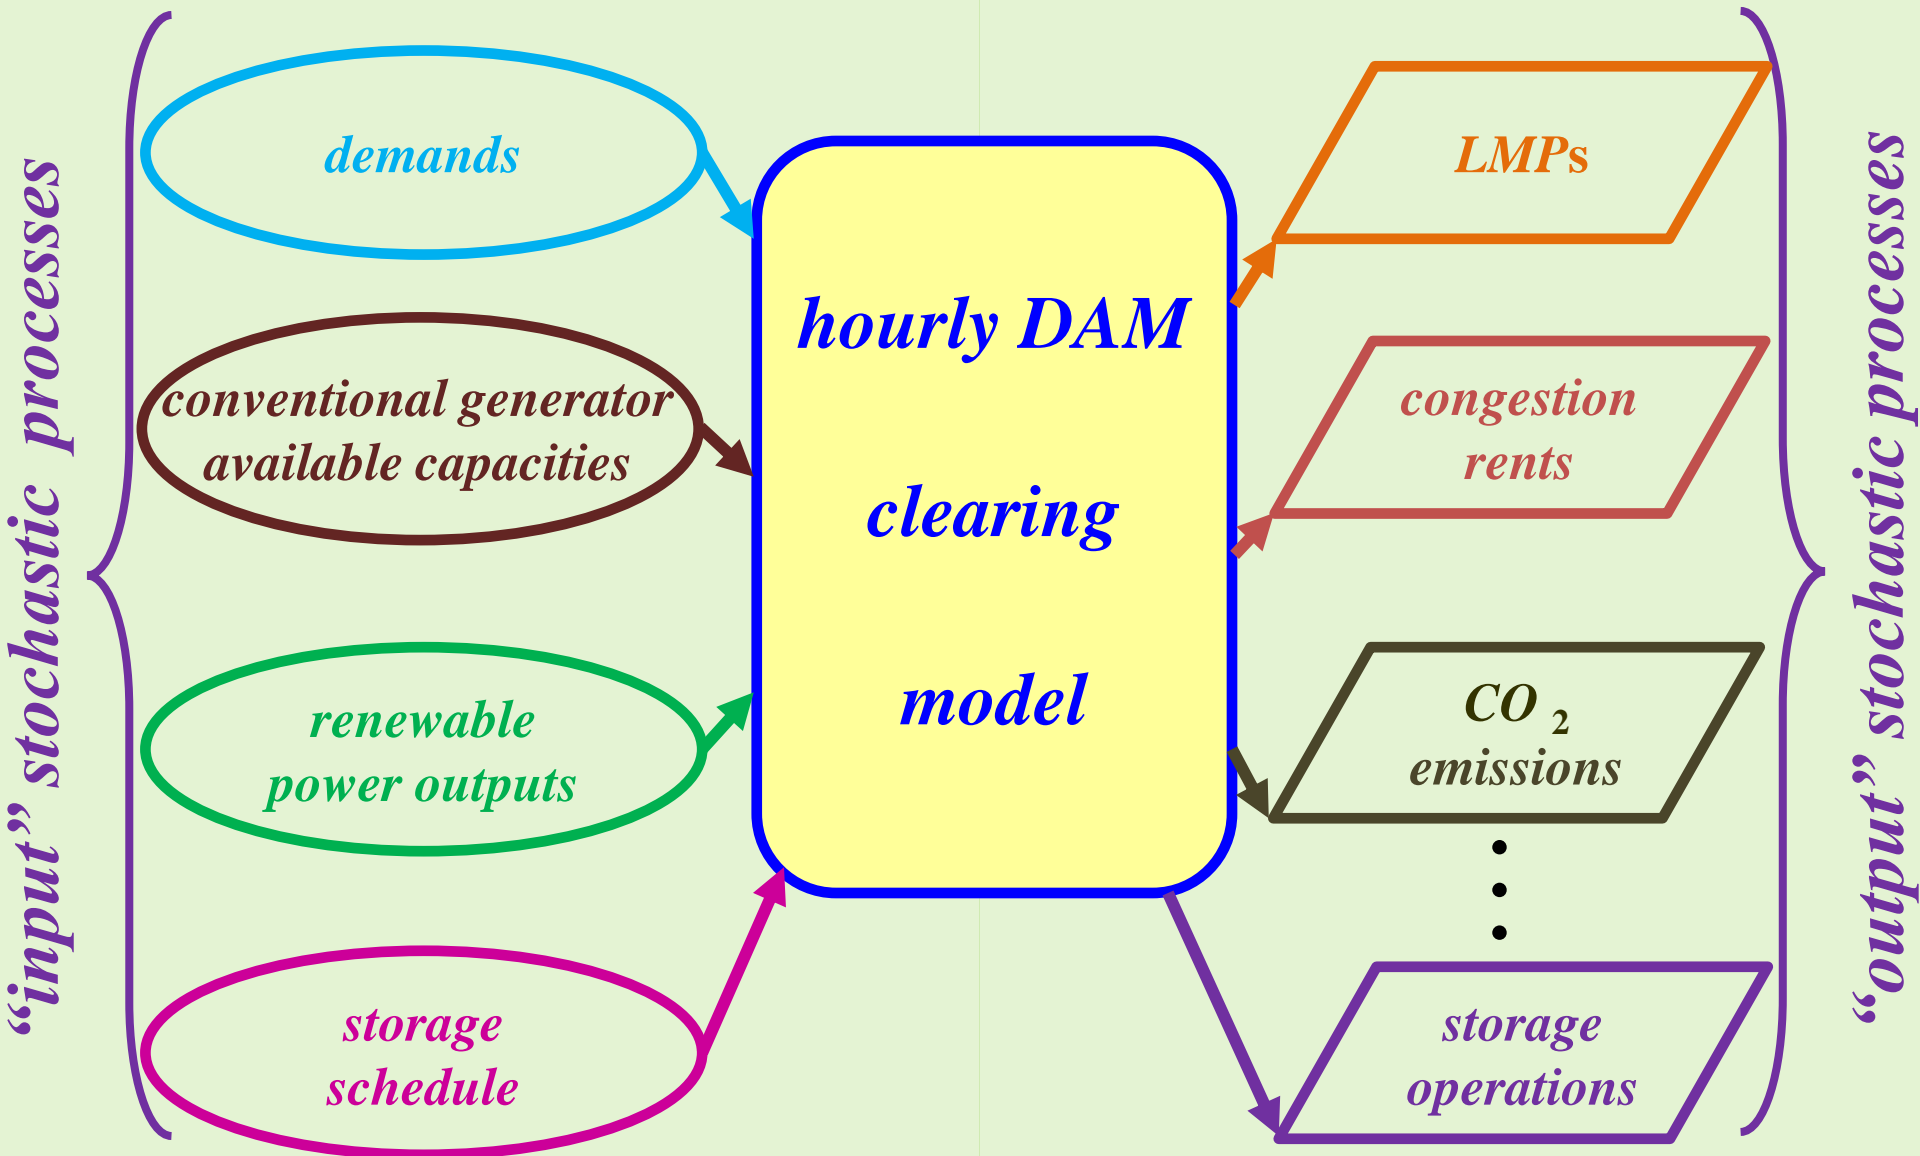 “input” stochastic processes
demands
conventional generator
available capacities
renewable
power outputs
storage
schedule
hourly DAM
clearing
model
LMPs
congestion
rents
CO 2
emissions
storage
operations
“output” stochastic processes